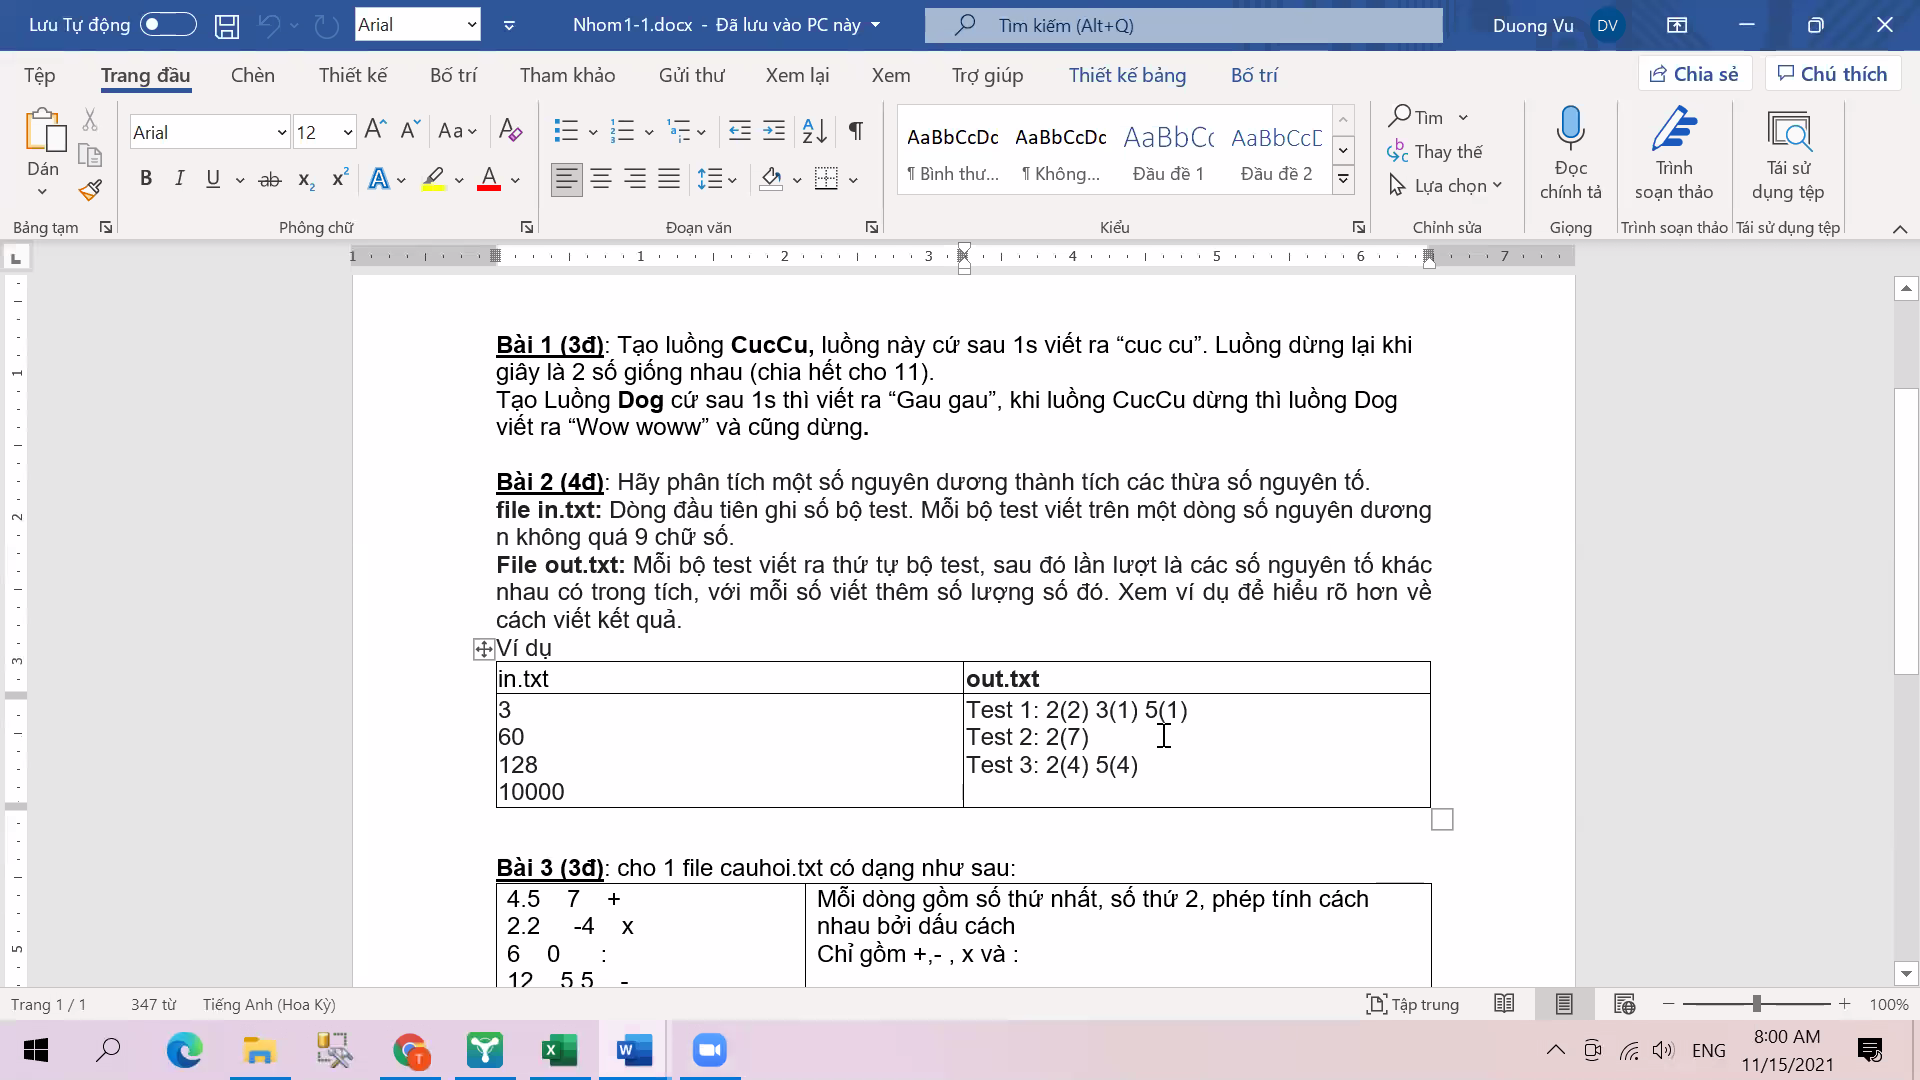 Lưu Tự động
Arial
Nhom1-1.docx - Đã lưu vào PC này
Tìm kiếm (Alt+Q)
Duong Vu
DV
Tệp
Trang đầu
Chèn
Thiết kế
Bố trí
Tham khảo
Gửi thư
Xem lại
Xem
Trợ giúp
Thiết kế bảng
Bố trí
Chia sẻ
Chú thích
Dán
Bảng tạm
Arial
12
Phông chữ
Đoạn văn
AaBbCcDc
¶ Bình thư...
AaBbCcDc
¶ Không...
AaBbCc
Đầu đề 1
AaBbCcD
Đầu đề 2
Kiểu
Tìm
Thay thế
Lựa chọn
Chỉnh sửa
Đọc
chính tả
Giọng
Trình
soạn thảo
Trình soạn thảo
Tái sử
dụng tệp
Tái sử dụng tệp
1 1 2 3 4 5 6 7
Bài 1 (3đ): Tạo luồng CucCu, luồng này cứ sau 1s viết ra “cuc cu”. Luồng dừng lại khi
giây là 2 số giống nhau (chia hết cho 11).
Tạo Luồng Dog cứ sau 1s thì viết ra “Gau gau”, khi luồng CucCu dừng thì luồng Dog
viết ra “Wow woww” và cũng dừng.
Bài 2 (4đ): Hãy phân tích một số nguyên dương thành tích các thừa số nguyên tố.
file in.txt: Dòng đầu tiên ghi số bộ test. Mỗi bộ test viết trên một dòng số nguyên dương
n không quá 9 chữ số.
File out.txt: Mỗi bộ test viết ra thứ tự bộ test, sau đó lần lượt là các số nguyên tố khác
nhau có trong tích, với mỗi số viết thêm số lượng số đó. Xem ví dụ để hiểu rõ hơn về
cách viết kết quả.
Ví dụ
in.txt
out.txt
3
60
128
10000
Test 1: 2(2) 3(1) 5(1)
Test 2: 2(7)
Test 3: 2(4) 5(4)
Bài 3 (3đ): cho 1 file cauhoi.txt có dạng như sau:
4.5 7 +
2.2 -4 x
6 0 :
12 5.5 -
Mỗi dòng gồm số thứ nhất, số thứ 2, phép tính cách
nhau bởi dấu cách
Chỉ gồm +,- , x và :
1
2
3
5
Trang 1 / 1
347 từ
Tiếng Anh (Hoa Kỳ)
Tập trung
100%
ENG
8:00 AM
11/15/2021